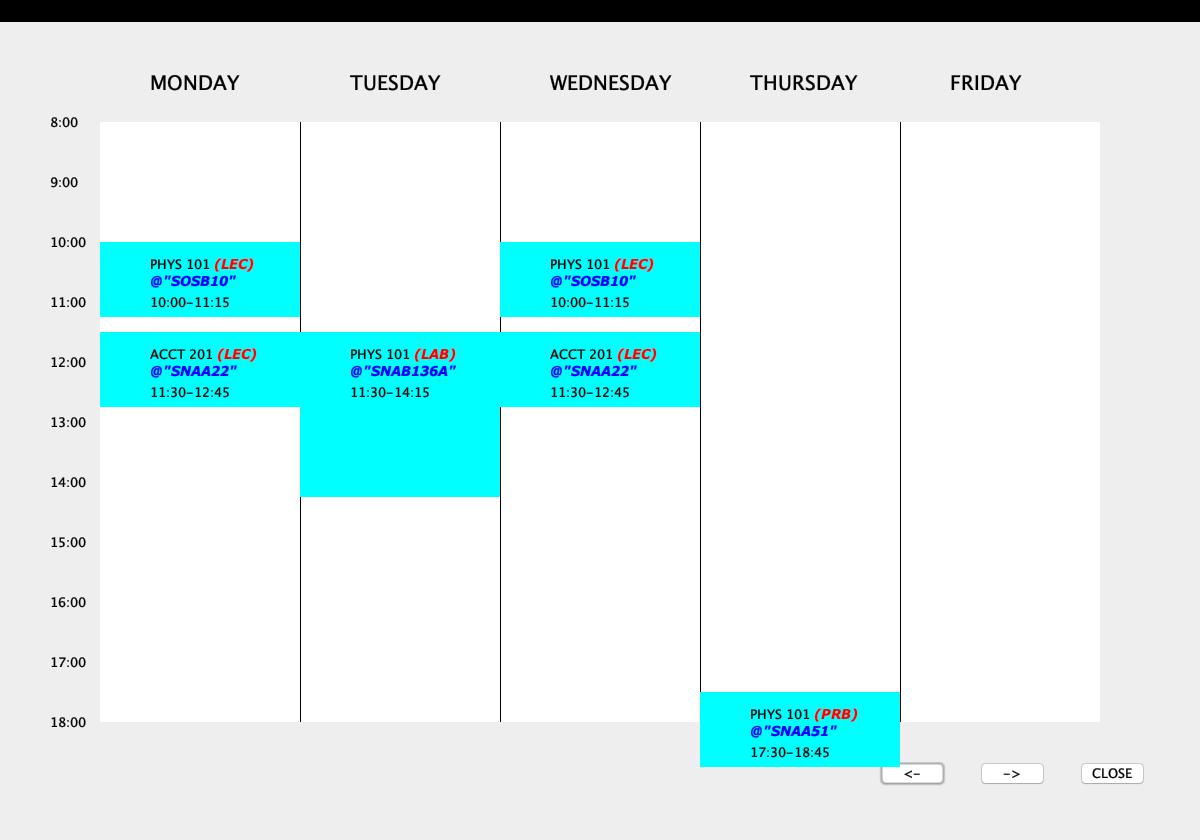 MONDAY TUESDAY WEDNESDAY THURSDAY FRIDAY
8:00
9:00
10:00
PHYS 101 (LEC) PHYS 101 (LEC)
@"SOSB10" @"SOSB10"
11:00 10:00-11:15 10:00-11:15
ACCT 201 (LEC) PHYS 101 (LAB) ACCT 201 (LEC)
12:00 @"SNAA22" @"SNAB136A" @"SNAA22"
11:30-12:45 11:30-14:15 11:30-12:45
13:00
14:00
15:00
16:00
17:00
18:00 PHYS 101 (PRB)
@"SNAA51"
17:30-18:45
<- -> CLOSE